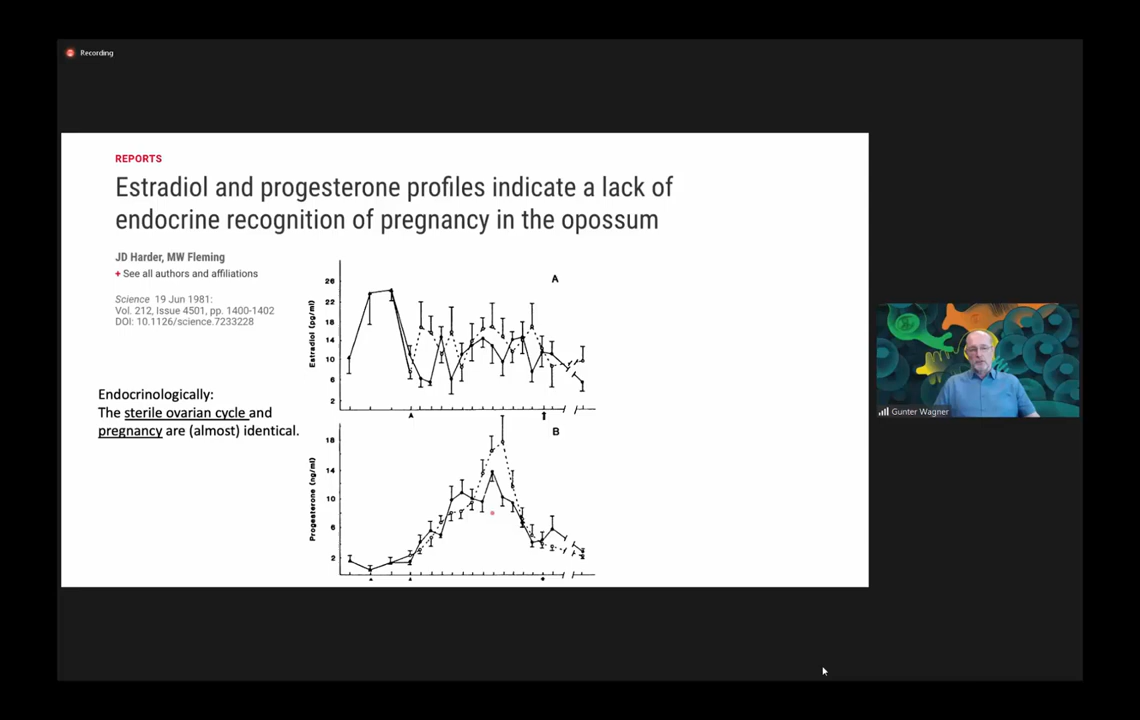 Recording
REPORTS
Estradiol and progesterone profiles indicate a lack of
endocrine recognition of pregnancy in the opossum
JD Harder, MW Fleming
+ See all authors and affiliations
Science 19 Jun 1981:
Vol. 212, Issue 4501, pp. 1400-1402
DOI: 10.1126/science.7233228
Endocrinologically:
The sterile ovarian cycle and
pregnancy are (almost) identical.
A
Estradiol (pg/ml)
26
22
18
14
10
6
2
B
Progesterone (ng/ml)
18
14
10
6
2
Gunter Wagner